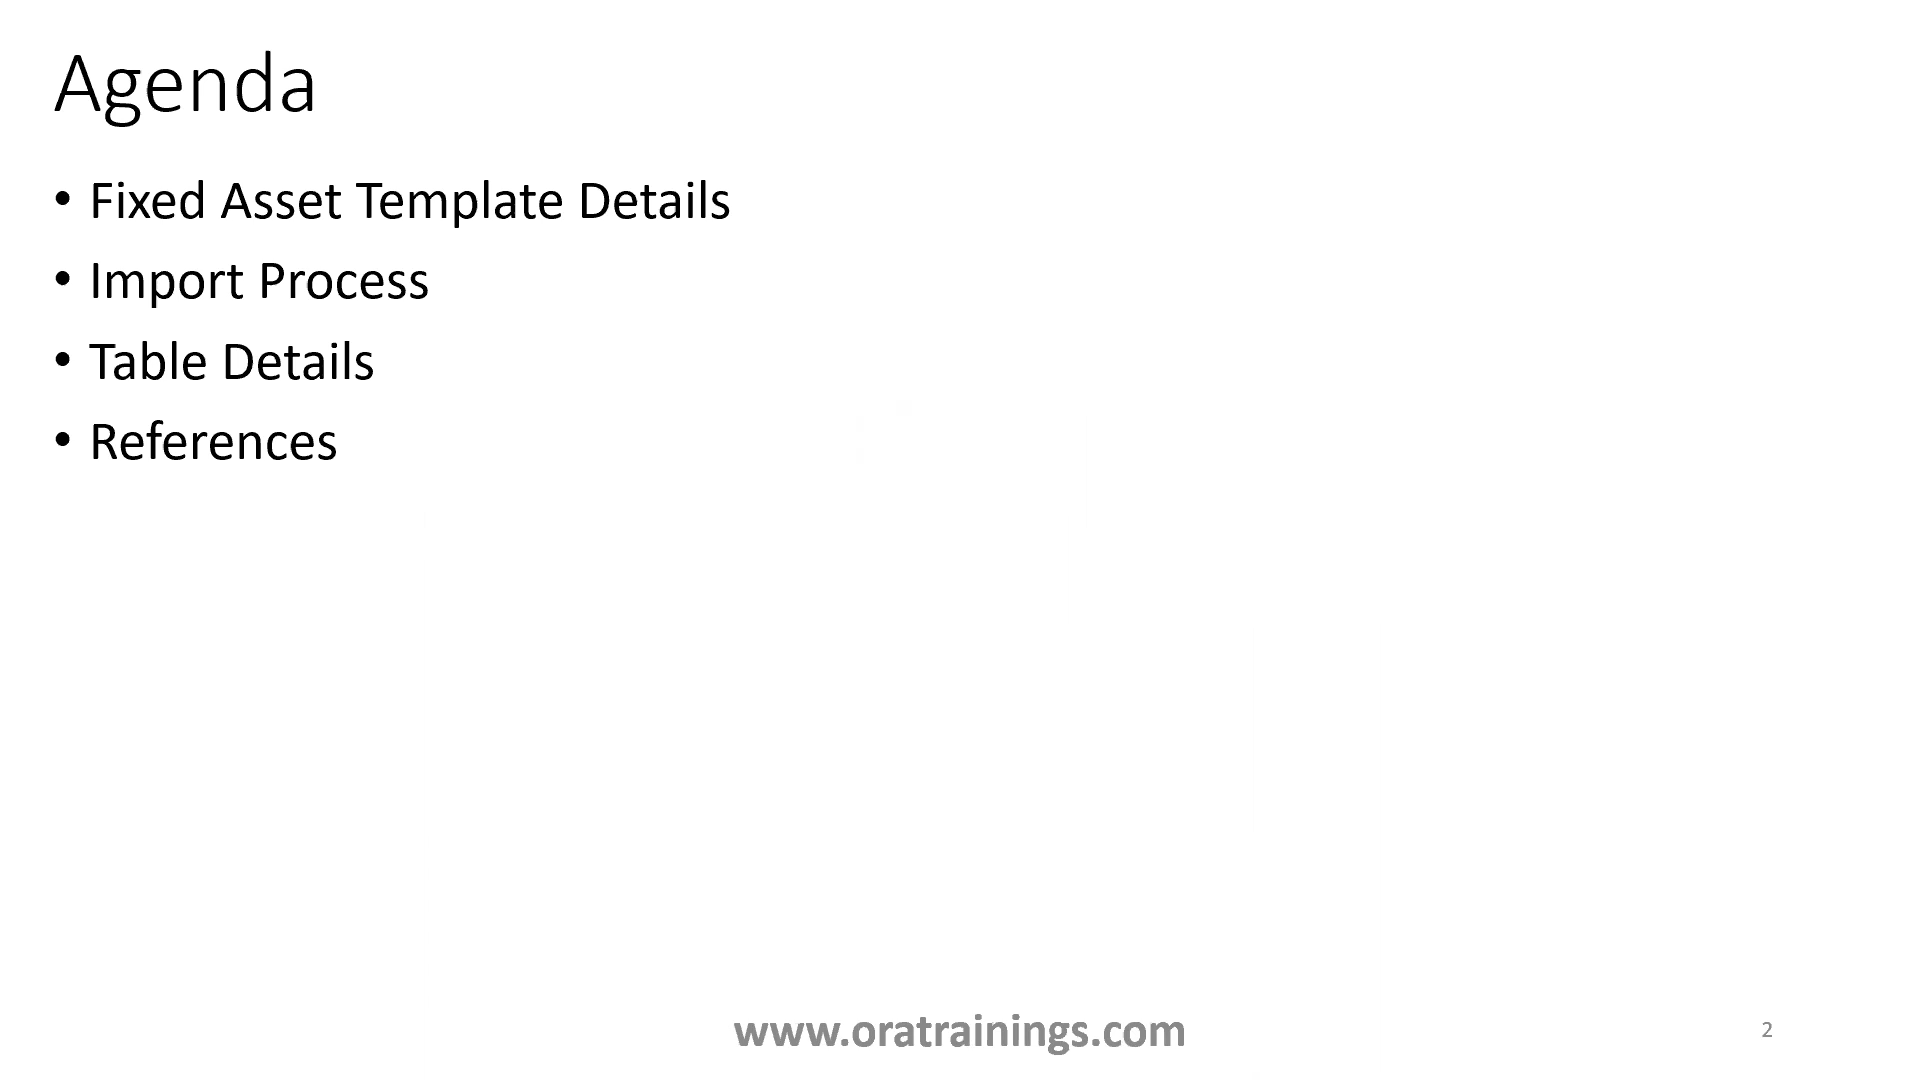 Agenda
• Fixed Asset Template Details
• Import Process
• Table Details
• References
www.oratrainings.com
2